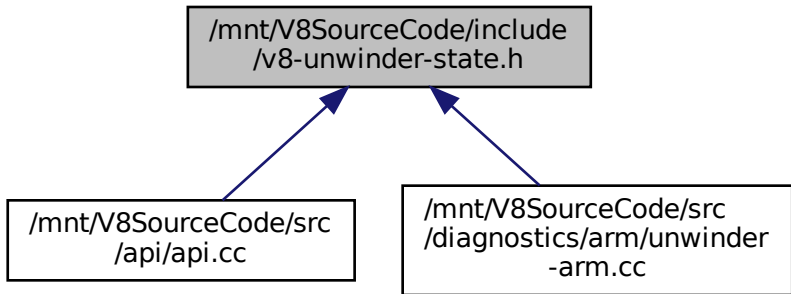 /mnt/V8SourceCode/include
/v8-unwinder-state.h
/mnt/V8SourceCode/src
/api/api.cc
/mnt/V8SourceCode/src
/diagnostics/arm/unwinder
-arm.cc